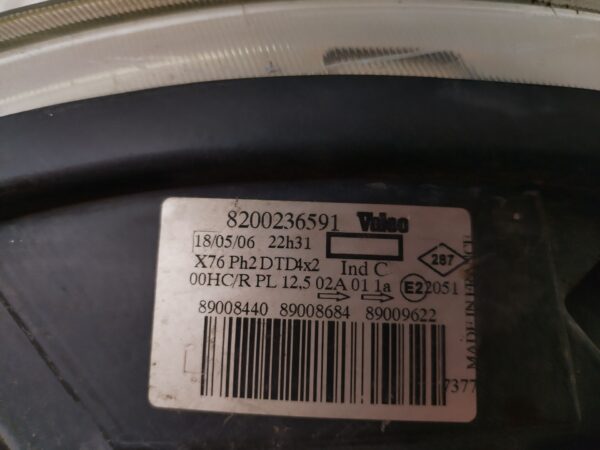 8200236591 Valeo
18/05/06 22h31
X76 Ph2 DTD4x2 Ind C
287
00HC/R PL 12,5 02A 01 1a E2 2051
89008440 89008684 89009622
7377
MADE IN FRANCE